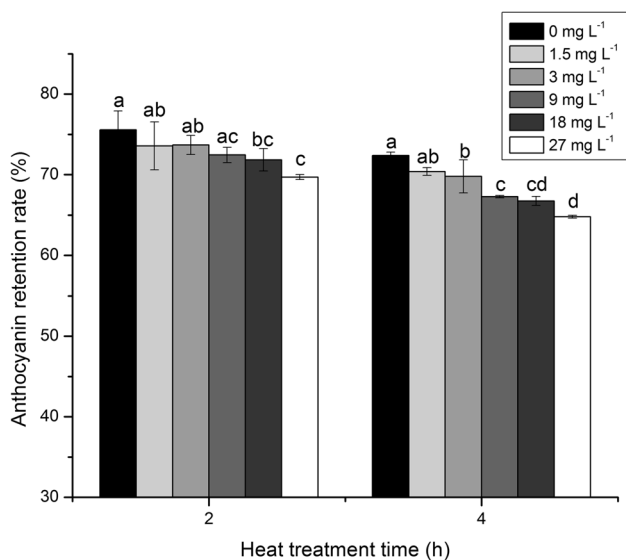 0 mg L⁻¹
1.5 mg L⁻¹
3 mg L⁻¹
9 mg L⁻¹
18 mg L⁻¹
27 mg L⁻¹
80
70
60
50
40
30
Anthocyanin retention rate (%)
a ab ab ac bc c
a ab b c cd d
2 4
Heat treatment time (h)